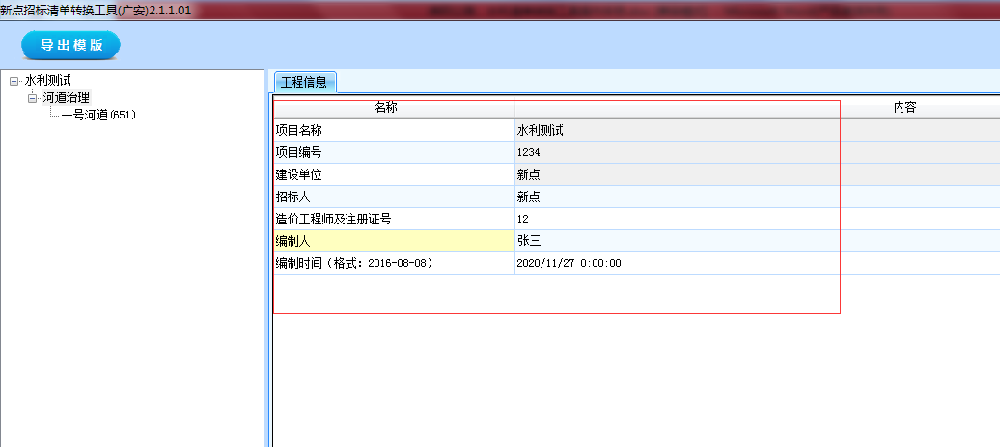 新点招标清单转换工具(广安)2.1.1.01
导出模版
水利测试
河道治理
一号河道(651)
工程信息
名称 内容
项目名称 水利测试
项目编号 1234
建设单位 新点
招标人 新点
造价工程师及注册证号 12
编制人 张三
编制时间（格式：2016-08-08） 2020/11/27 0:00:00